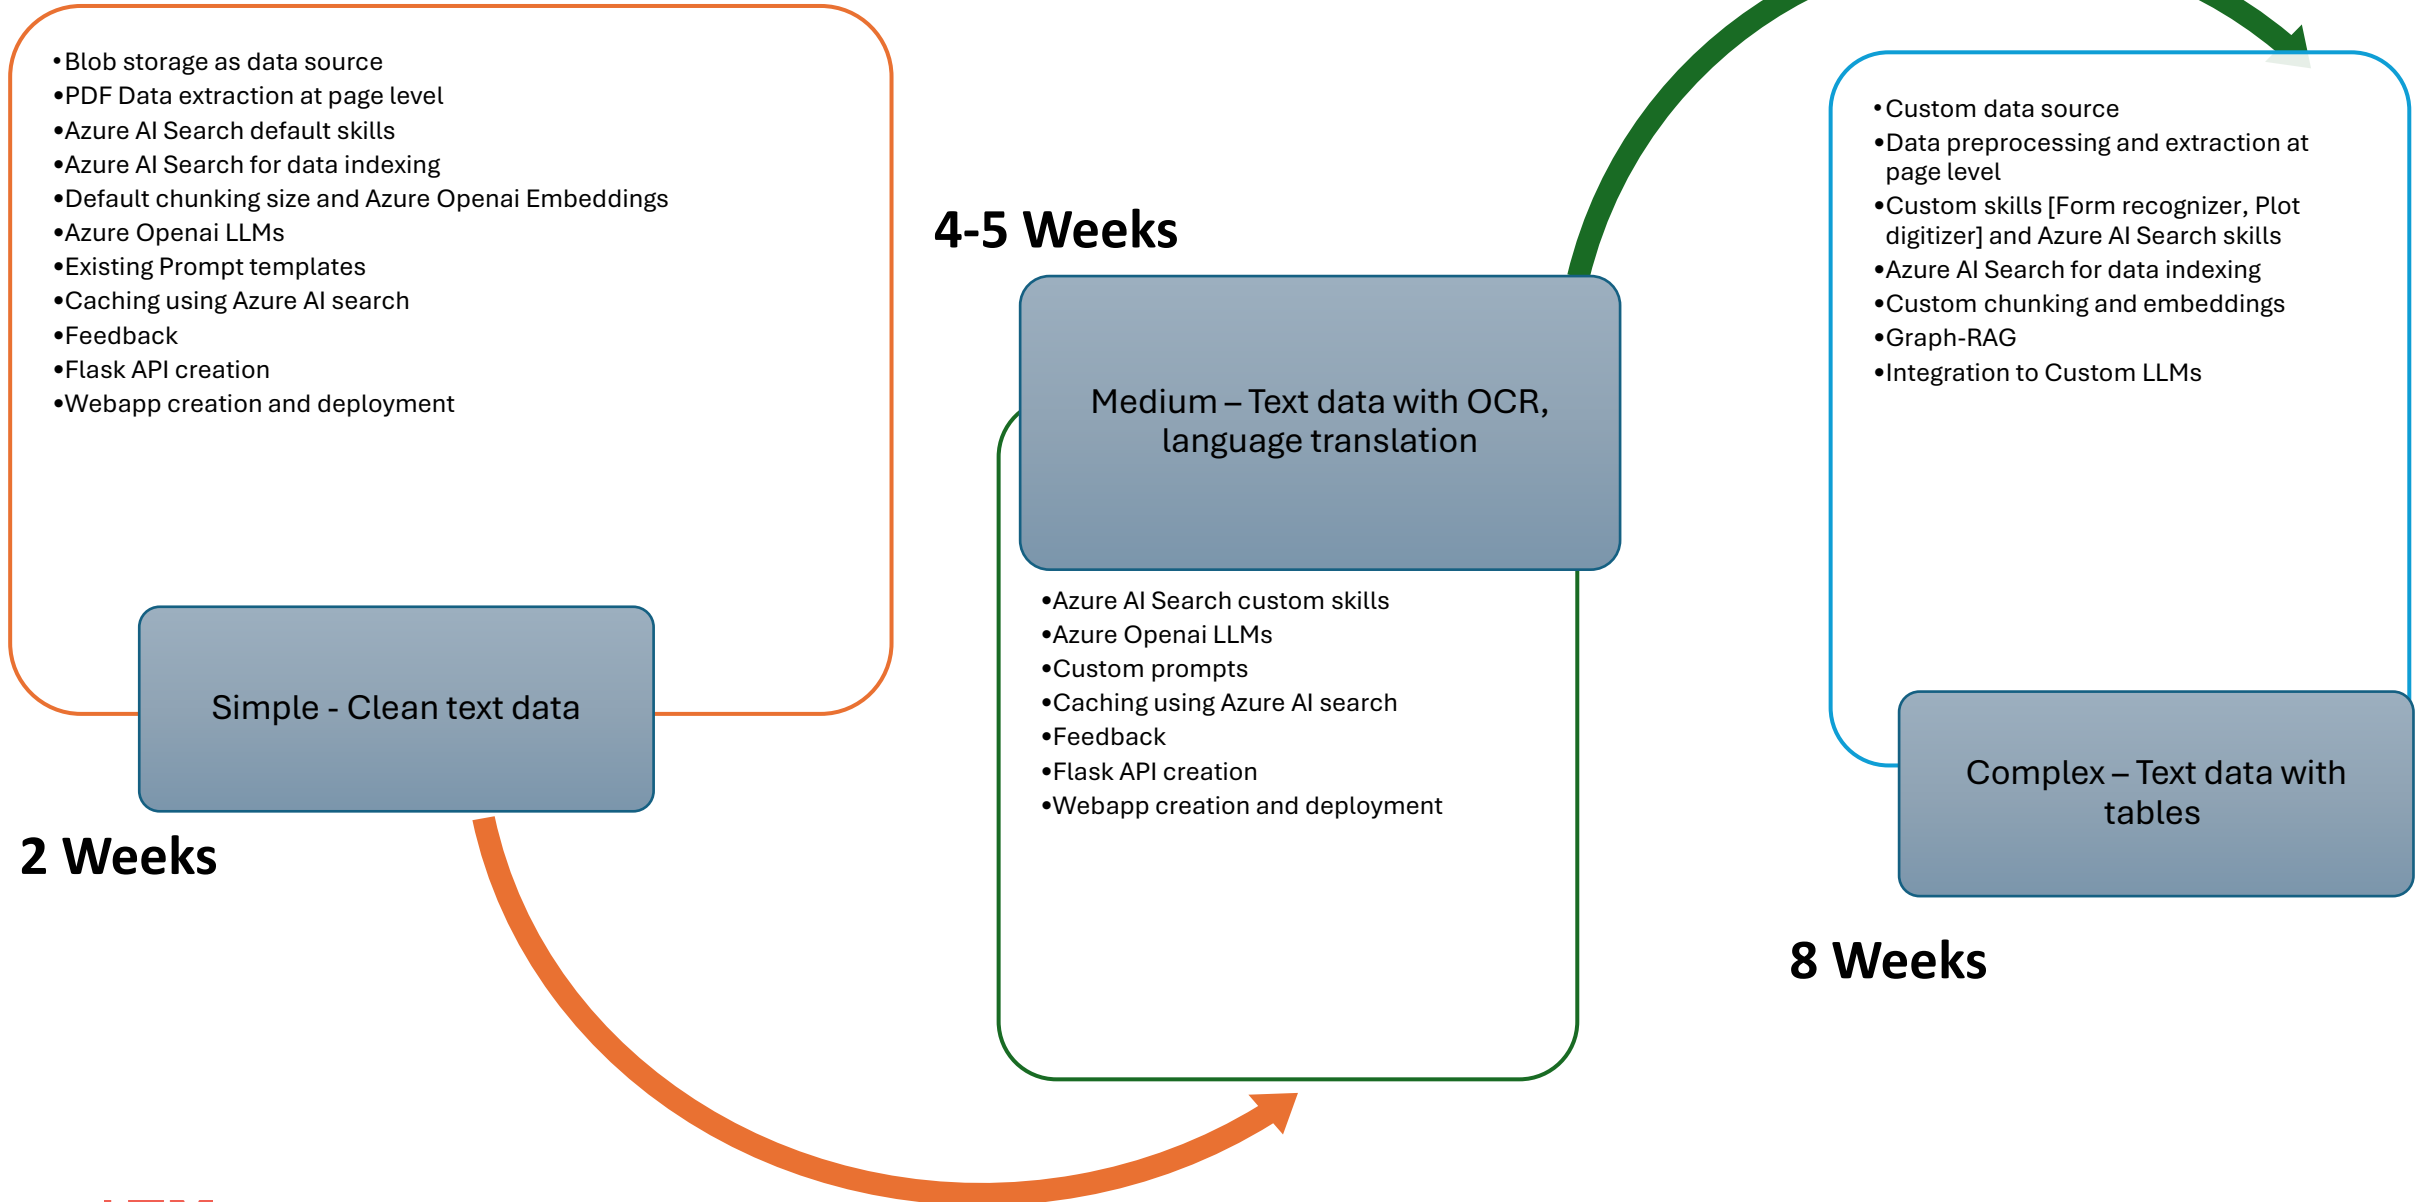 •Blob storage as data source
•PDF Data extraction at page level
•Azure AI Search default skills
•Azure AI Search for data indexing
•Default chunking size and Azure Openai Embeddings
•Azure Openai LLMs
•Existing Prompt templates
•Caching using Azure AI search
•Feedback
•Flask API creation
•Webapp creation and deployment
Simple - Clean text data
2 Weeks
4-5 Weeks
Medium – Text data with OCR,
language translation
•Azure AI Search custom skills
•Azure Openai LLMs
•Custom prompts
•Caching using Azure AI search
•Feedback
•Flask API creation
•Webapp creation and deployment
•Custom data source
•Data preprocessing and extraction at
page level
•Custom skills [Form recognizer, Plot
digitizer] and Azure AI Search skills
•Azure AI Search for data indexing
•Custom chunking and embeddings
•Graph-RAG
•Integration to Custom LLMs
Complex – Text data with
tables
8 Weeks